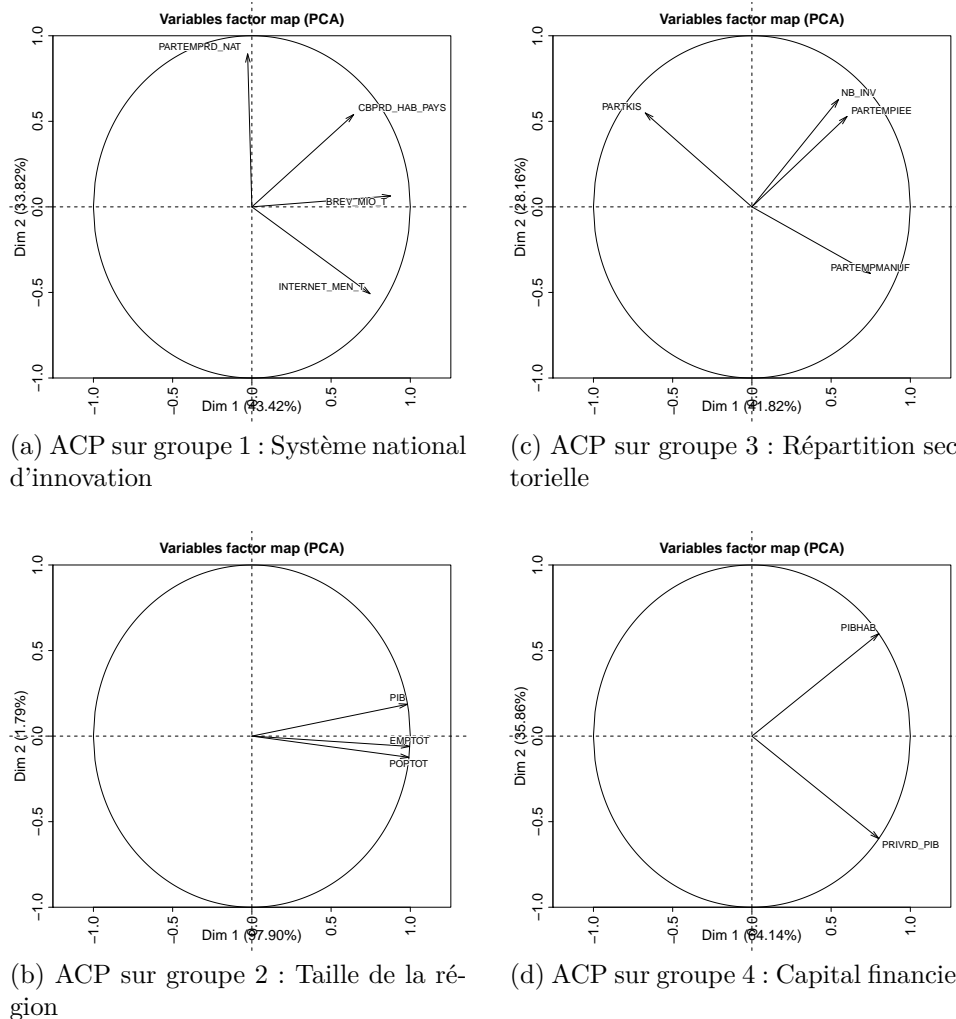 Variables factor map (PCA)
1.0
0.5
0.0
−0.5
−1.0
Dim 2 (33.82%)
PARTEMPRD_NAT
CBPRD_HAB_PAYS
BREV_MIO_T
INTERNET_MEN_T
−1.0
−0.5
0.0
0.5
1.0
Dim 1 (43.42%)
(a) ACP sur groupe 1 : Système national
d'innovation
Variables factor map (PCA)
1.0
0.5
0.0
−0.5
−1.0
Dim 2 (28.16%)
NB_INV
PARTKIS
PARTEMPIEE
PARTEMPMANUF
−1.0
−0.5
0.0
0.5
1.0
Dim 1 (41.82%)
(c) ACP sur groupe 3 : Répartition sec
torielle
Variables factor map (PCA)
1.0
0.5
0.0
−0.5
−1.0
Dim 2 (1.79%)
PIB
EMPTOT
POPTOT
−1.0
−0.5
0.0
0.5
1.0
Dim 1 (97.90%)
(b) ACP sur groupe 2 : Taille de la ré-
gion
Variables factor map (PCA)
1.0
0.5
0.0
−0.5
−1.0
Dim 2 (35.86%)
PIBHAB
PRIVRD_PIB
−1.0
−0.5
0.0
0.5
1.0
Dim 1 (64.14%)
(d) ACP sur groupe 4 : Capital financie